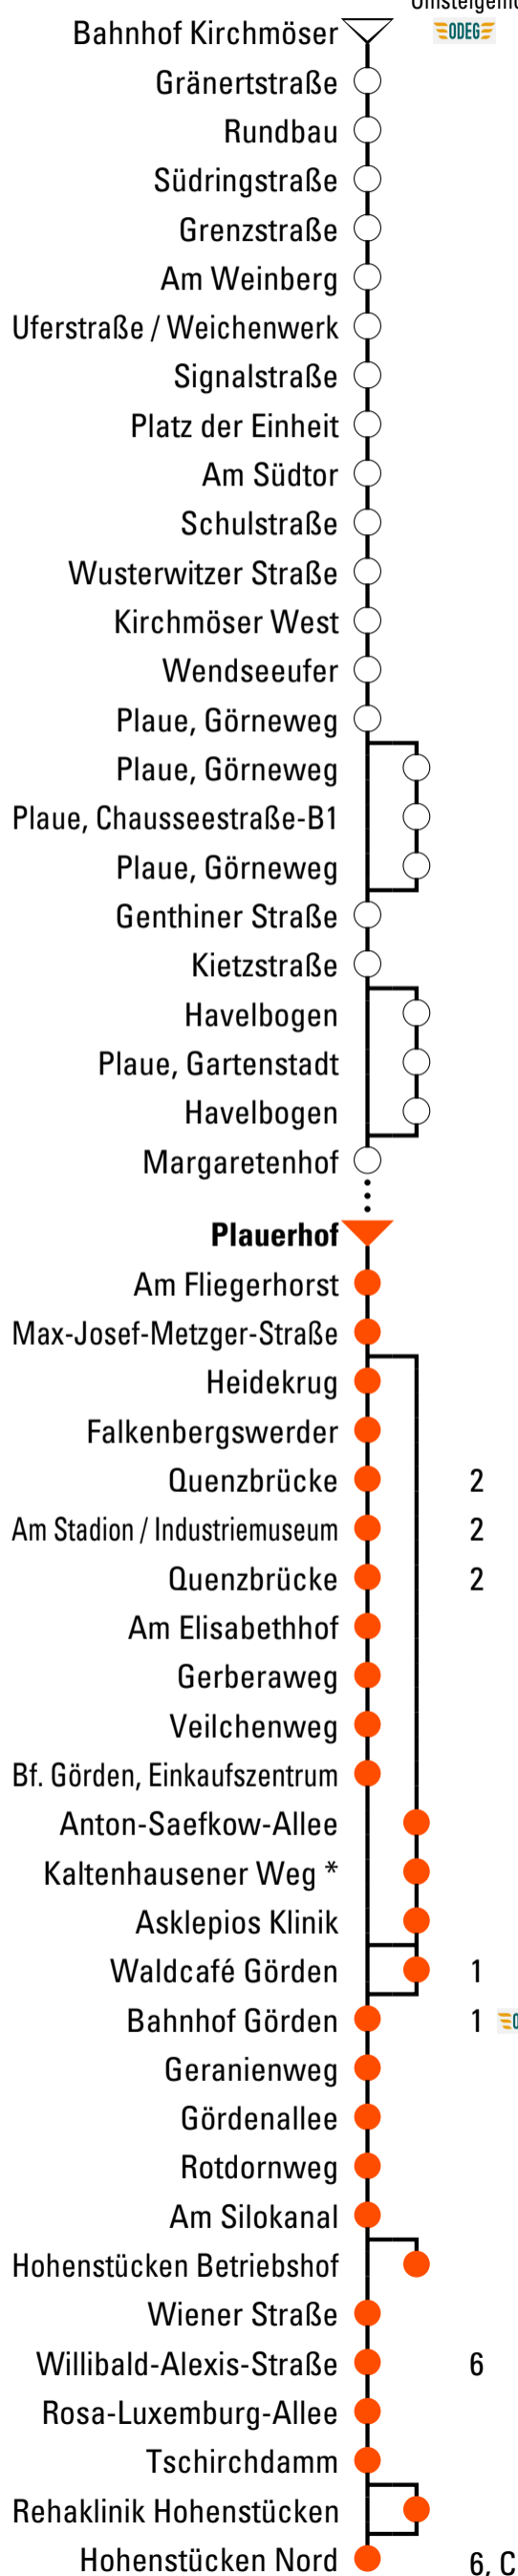 Bahnhof Kirchmöser
ODEG
Gränertstraße
Rundbau
Südringstraße
Grenzstraße
Am Weinberg
Uferstraße / Weichenwerk
Signalstraße
Platz der Einheit
Am Südtor
Schulstraße
Wusterwitzer Straße
Kirchmöser West
Wendseeufer
Plaue, Görneweg
Plaue, Görneweg
Plaue, Chausseestraße-B1
Plaue, Görneweg
Genthiner Straße
Kietzstraße
Havelbogen
Plaue, Gartenstadt
Havelbogen
Margaretenhof
Plauerhof
Am Fliegerhorst
Max-Josef-Metzger-Straße
Heidekrug
Falkenbergswerder
Quenzbrücke 2
Am Stadion / Industriemuseum 2
Quenzbrücke 2
Am Elisabethhof
Gerberaweg
Veilchenweg
Bf. Görden, Einkaufszentrum
Anton-Saefkow-Allee
Kaltenhausener Weg *
Asklepios Klinik
Waldcafé Görden 1
Bahnhof Görden 1
Geranienweg
Gördenallee
Rotdornweg
Am Silokanal
Hohenstücken Betriebshof
Wiener Straße
Willibald-Alexis-Straße 6
Rosa-Luxemburg-Allee
Tschirchdamm
Rehaklinik Hohenstücken
Hohenstücken Nord 6, C